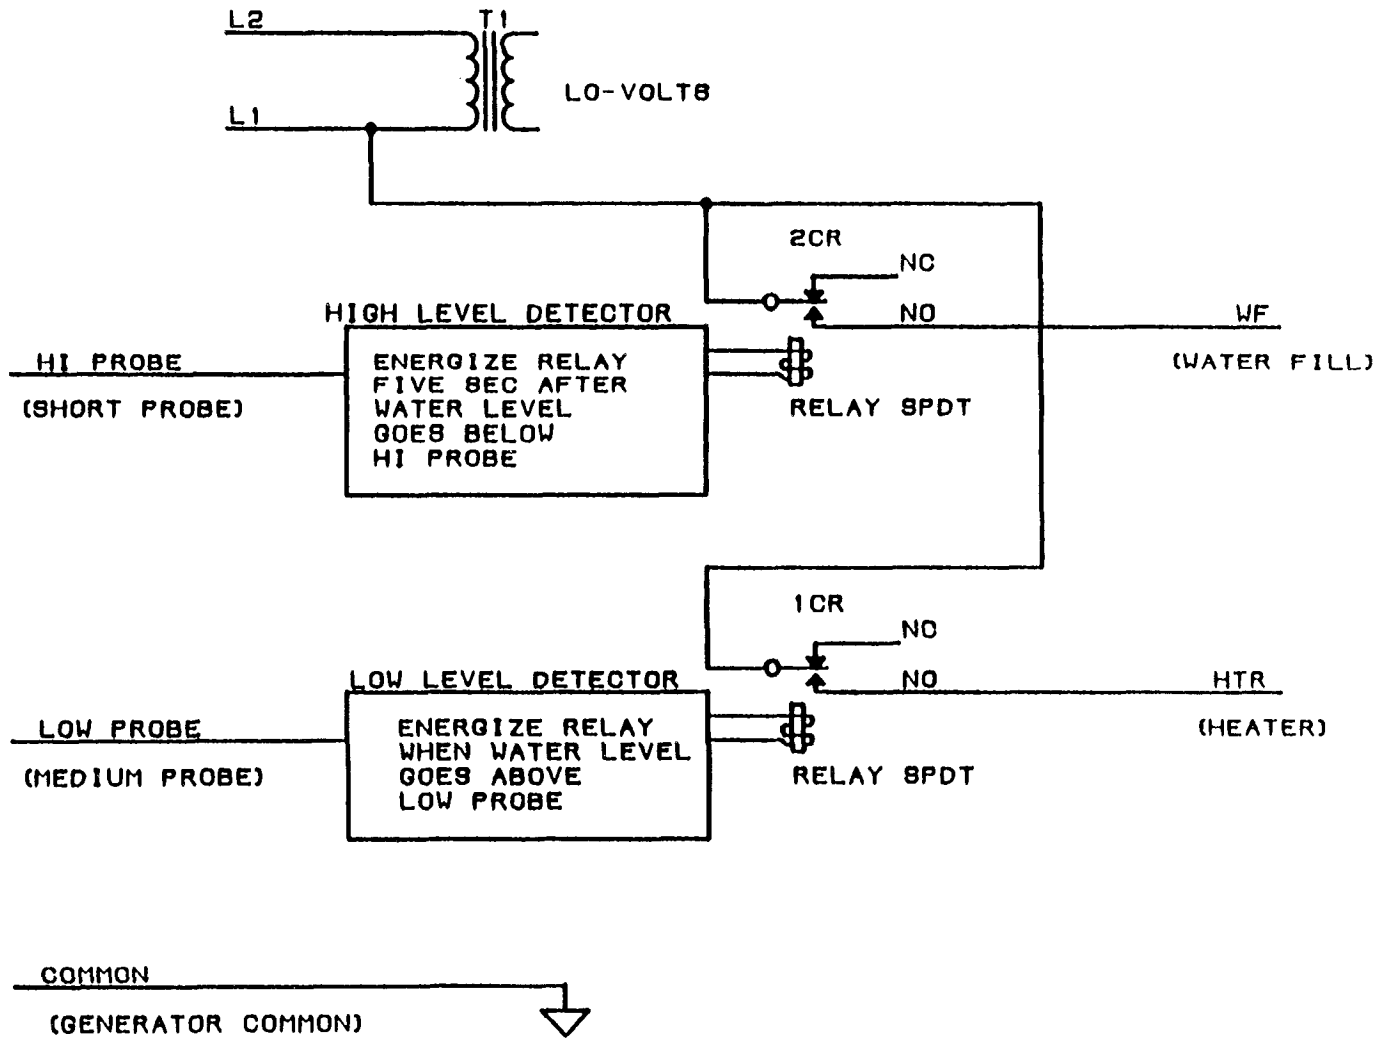 L2
T1
LO-VOLTS
L1
2CR
NC
HIGH LEVEL DETECTOR
NO
WF
HI PROBE
ENERGIZE RELAY
(WATER FILL)
FIVE SEC AFTER
(SHORT PROBE)
WATER LEVEL
RELAY SPDT
GOES BELOW
HI PROBE
1CR
NC
LOW LEVEL DETECTOR
NO
HTR
LOW PROBE
ENERGIZE RELAY
(HEATER)
WHEN WATER LEVEL
(MEDIUM PROBE)
GOES ABOVE
RELAY SPDT
LOW PROBE
COMMON
(GENERATOR COMMON)